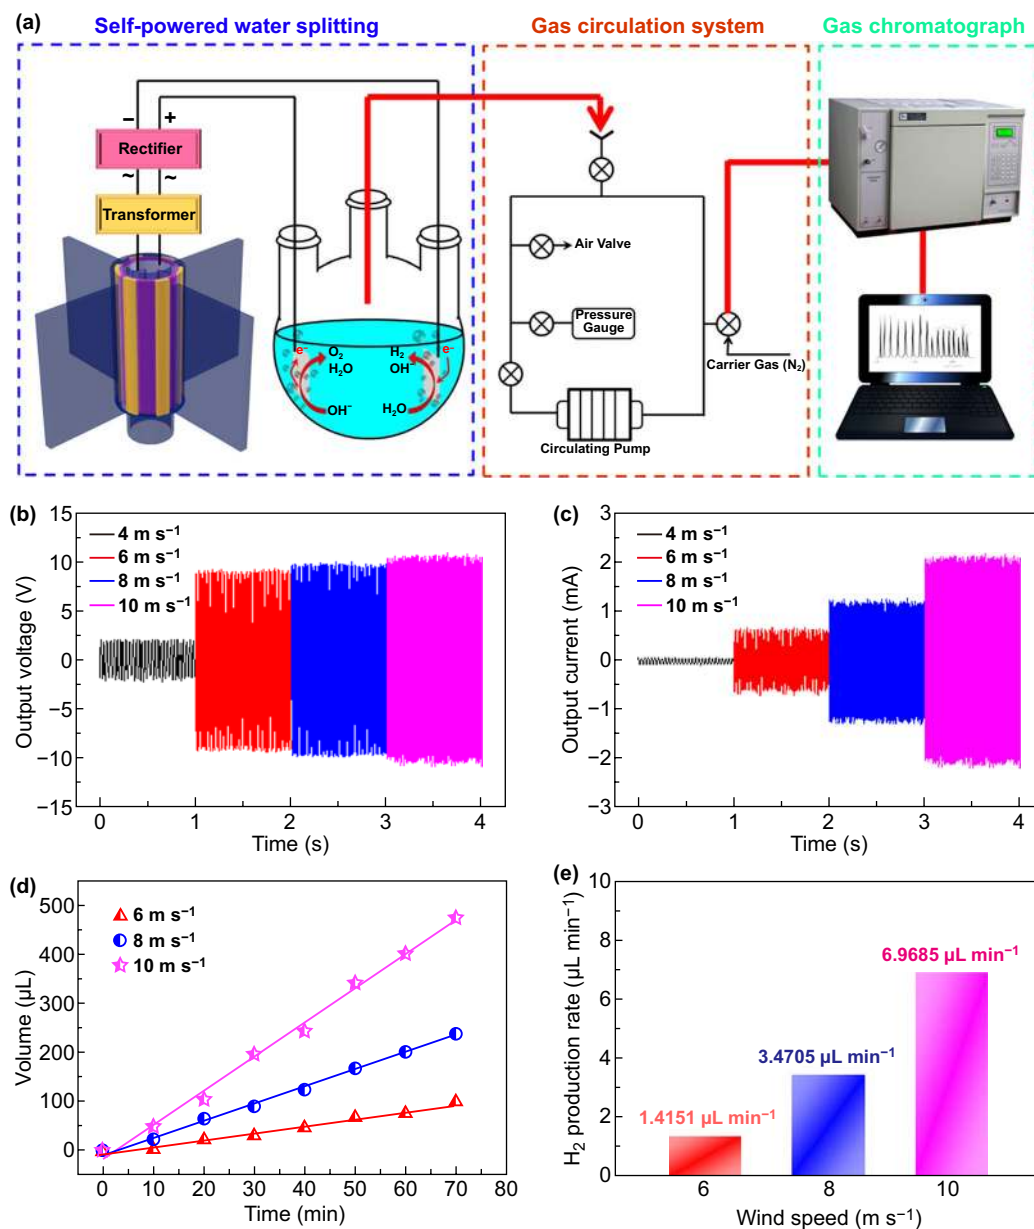 (a)
Self-powered water splitting
Gas circulation system
Gas chromatograph
− +
Rectifier
~ ~
Transformer
e⁻
O₂
H₂O
OH⁻
H₂
OH⁻
H₂O
e⁻
Air Valve
Pressure
Gauge
Circulating Pump
Carrier Gas (N₂)
(b)
15
10
5
0
−5
−10
−15
Output voltage (V)
4 m s⁻¹
6 m s⁻¹
8 m s⁻¹
10 m s⁻¹
0 1 2 3 4
Time (s)
(c)
3
2
1
0
−1
−2
−3
Output current (mA)
4 m s⁻¹
6 m s⁻¹
8 m s⁻¹
10 m s⁻¹
0 1 2 3 4
Time (s)
(d)
500
400
300
200
100
0
Volume (µL)
6 m s⁻¹
8 m s⁻¹
10 m s⁻¹
0 10 20 30 40 50 60 70 80
Time (min)
(e)
10
8
6
4
2
0
H₂ production rate (µL min⁻¹)
1.4151 µL min⁻¹
3.4705 µL min⁻¹
6.9685 µL min⁻¹
6 8 10
Wind speed (m s⁻¹)